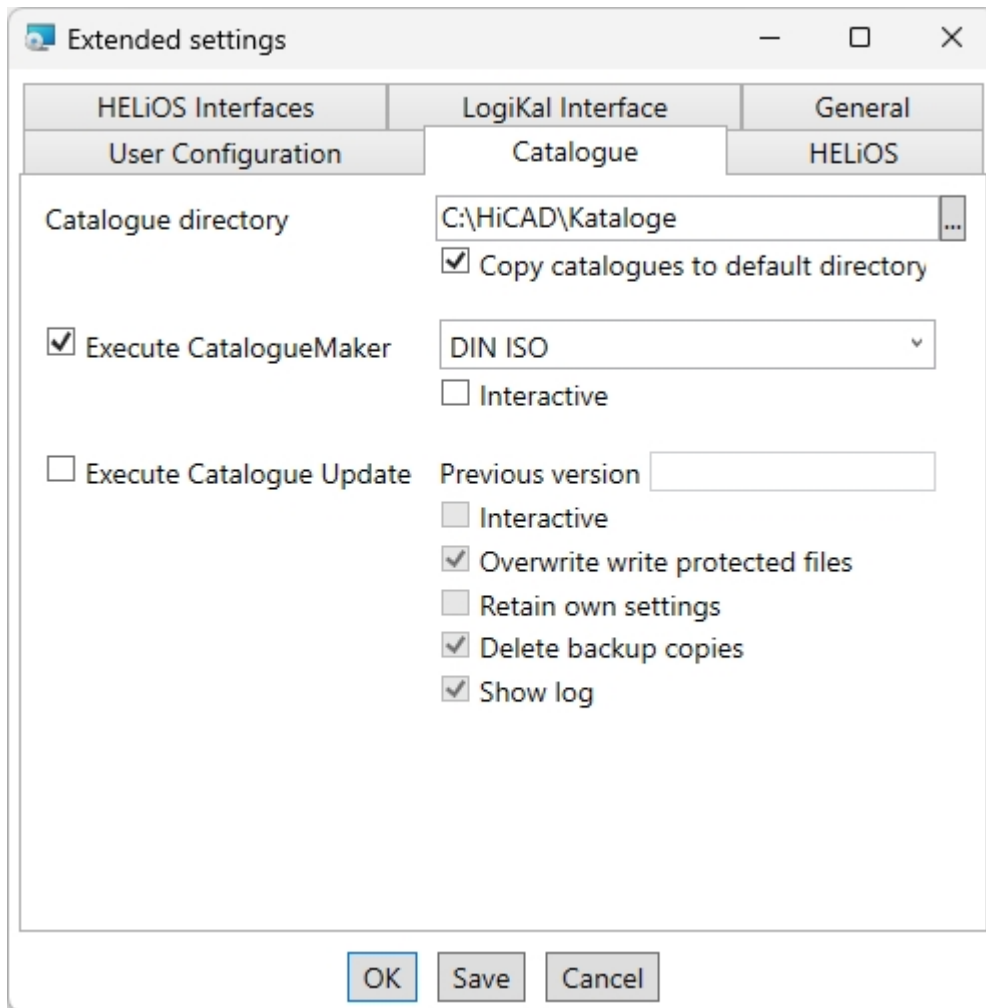 Extended settings
HELiOS Interfaces LogiKal Interface General
User Configuration Catalogue HELiOS
Catalogue directory C:\HiCAD\Kataloge ...
Copy catalogues to default directory
Execute CatalogueMaker DIN ISO
Interactive
Execute Catalogue Update Previous version
Interactive
Overwrite write protected files
Retain own settings
Delete backup copies
Show log
OK Save Cancel